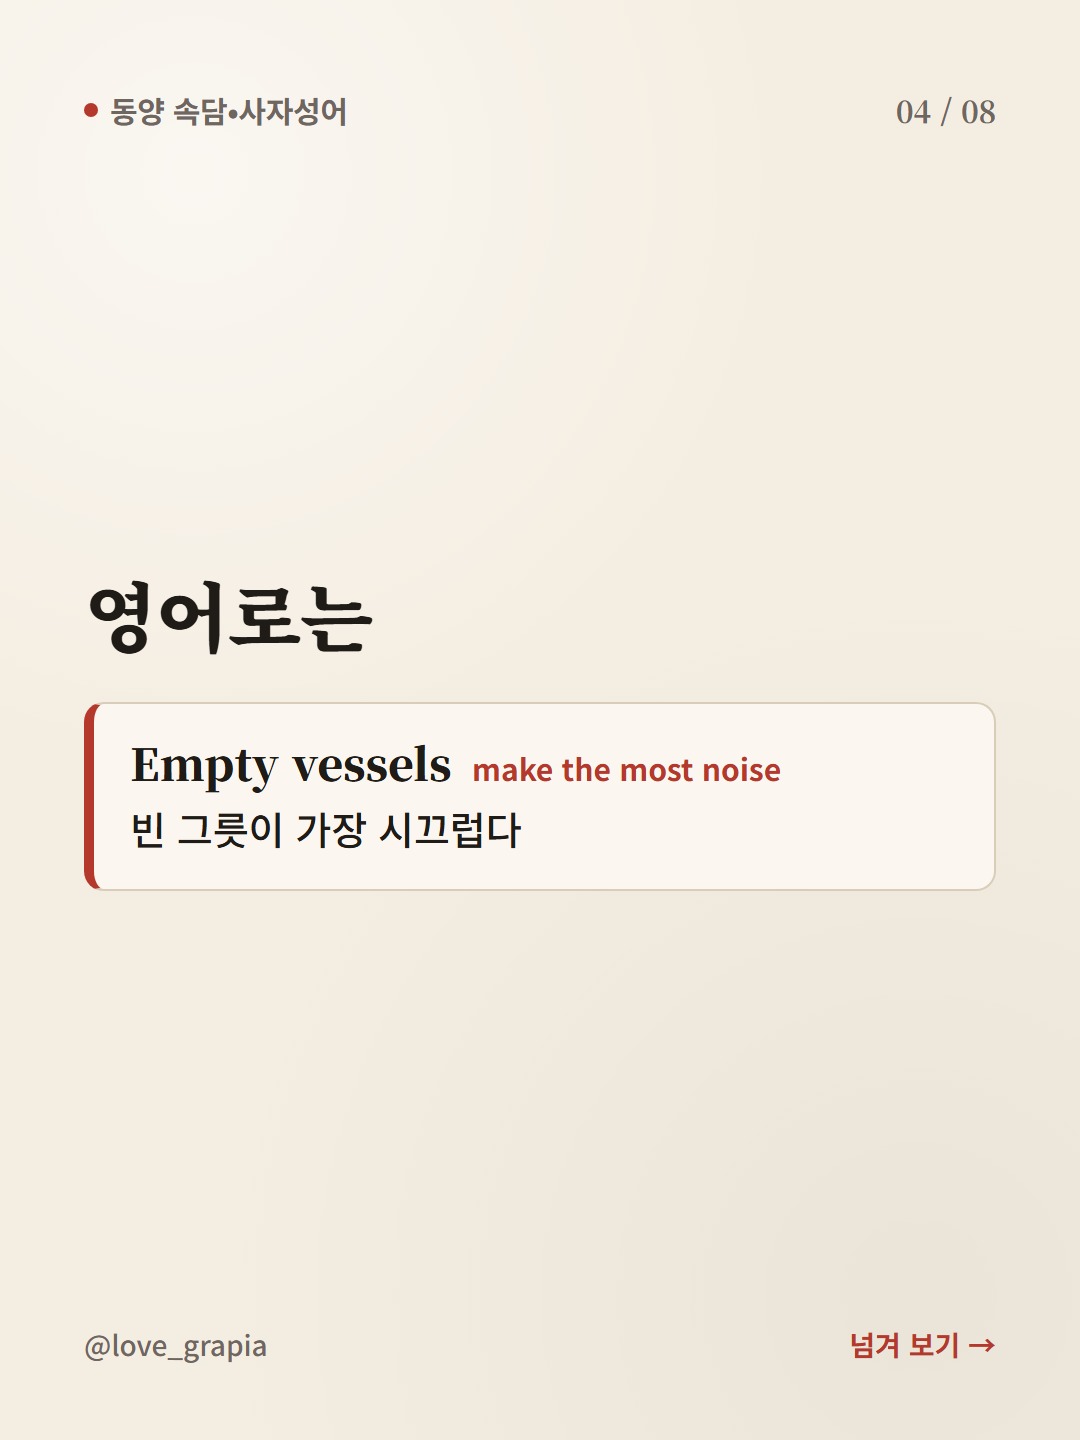 동양 속담•사자성어
04 / 08
영어로는
Empty vessels make the most noise
빈 그릇이 가장 시끄럽다
@love_grapia
넘겨 보기 →